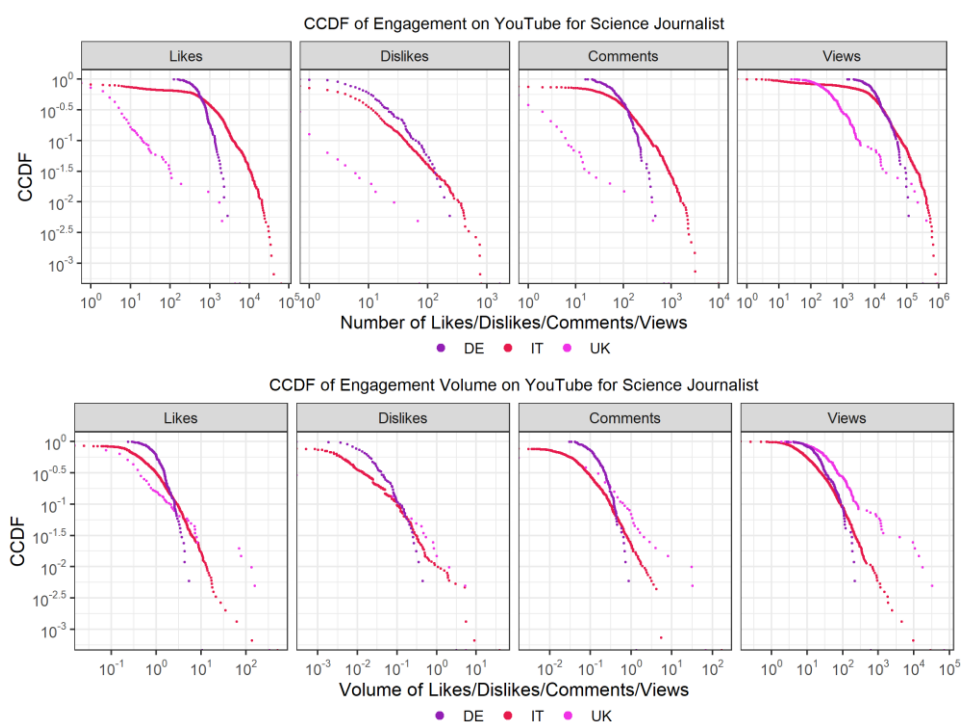 CCDF of Engagement on YouTube for Science Journalist
Likes Dislikes Comments Views
CCDF
10^0
10^-0.5
10^-1
10^-1.5
10^-2
10^-2.5
10^-3
10^0 10^1 10^2 10^3 10^4 10^5 10^0 10^1 10^2 10^3 10^0 10^1 10^2 10^3 10^4 10^0 10^1 10^2 10^3 10^4 10^5 10^6
Number of Likes/Dislikes/Comments/Views
DE IT UK
CCDF of Engagement Volume on YouTube for Science Journalist
Likes Dislikes Comments Views
CCDF
10^0
10^-0.5
10^-1
10^-1.5
10^-2
10^-2.5
10^-3
10^-1 10^0 10^1 10^2 10^-3 10^-1 10^0 10^1 10^-2 10^-1 10^0 10^1 10^2 10^0 10^1 10^2 10^3 10^4 10^5
Volume of Likes/Dislikes/Comments/Views
DE IT UK